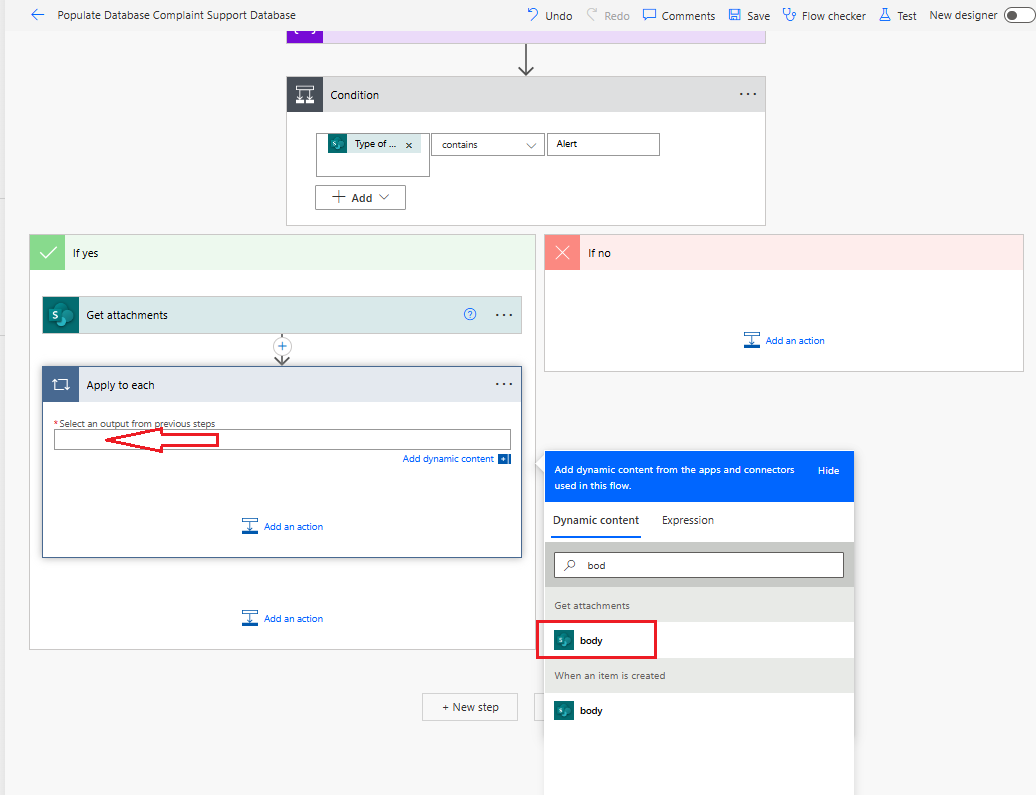 Populate Database Complaint Support Database
Undo
Redo
Comments
Save
Flow checker
Test
New designer
Condition
Type of ...
contains
Alert
Add
If yes
If no
Get attachments
Add an action
Apply to each
*Select an output from previous steps
Add dynamic content
Add an action
Add an action
Add dynamic content from the apps and connectors
used in this flow.
Hide
Dynamic content
Expression
bod
Get attachments
body
When an item is created
body
+ New step